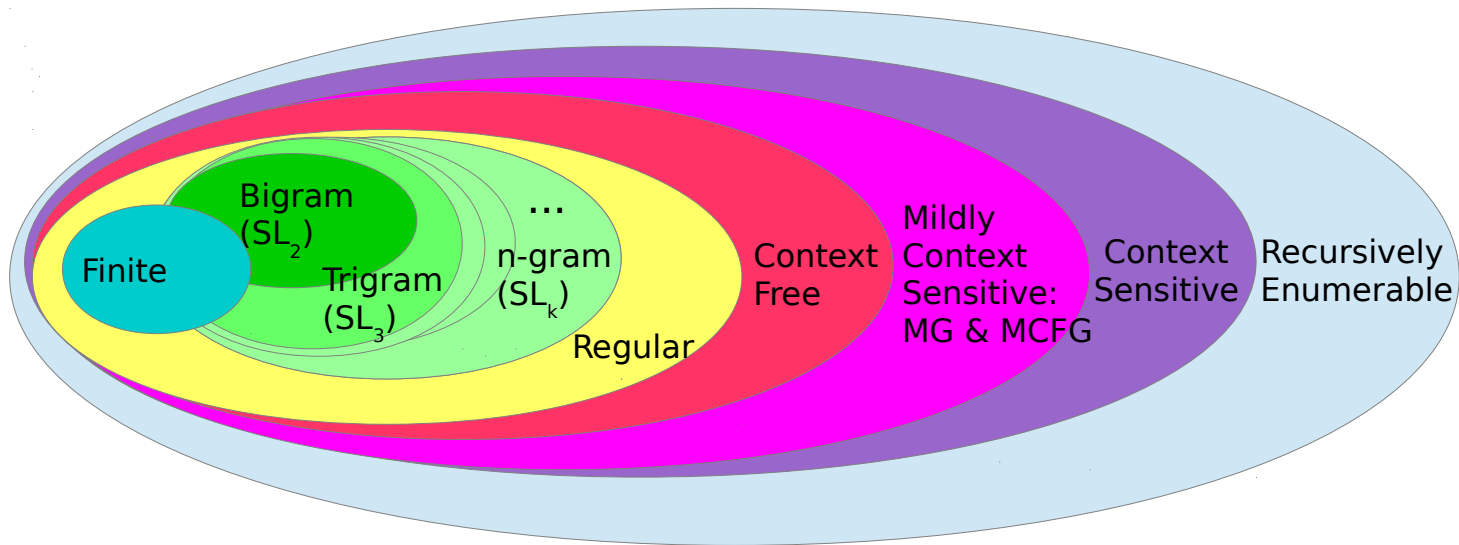 Finite
Bigram
(SL₂)
Trigram
(SL₃)
...
n-gram
(SLₖ)
Regular
Context
Free
Mildly
Context
Sensitive:
MG & MCFG
Context
Sensitive
Recursively
Enumerable